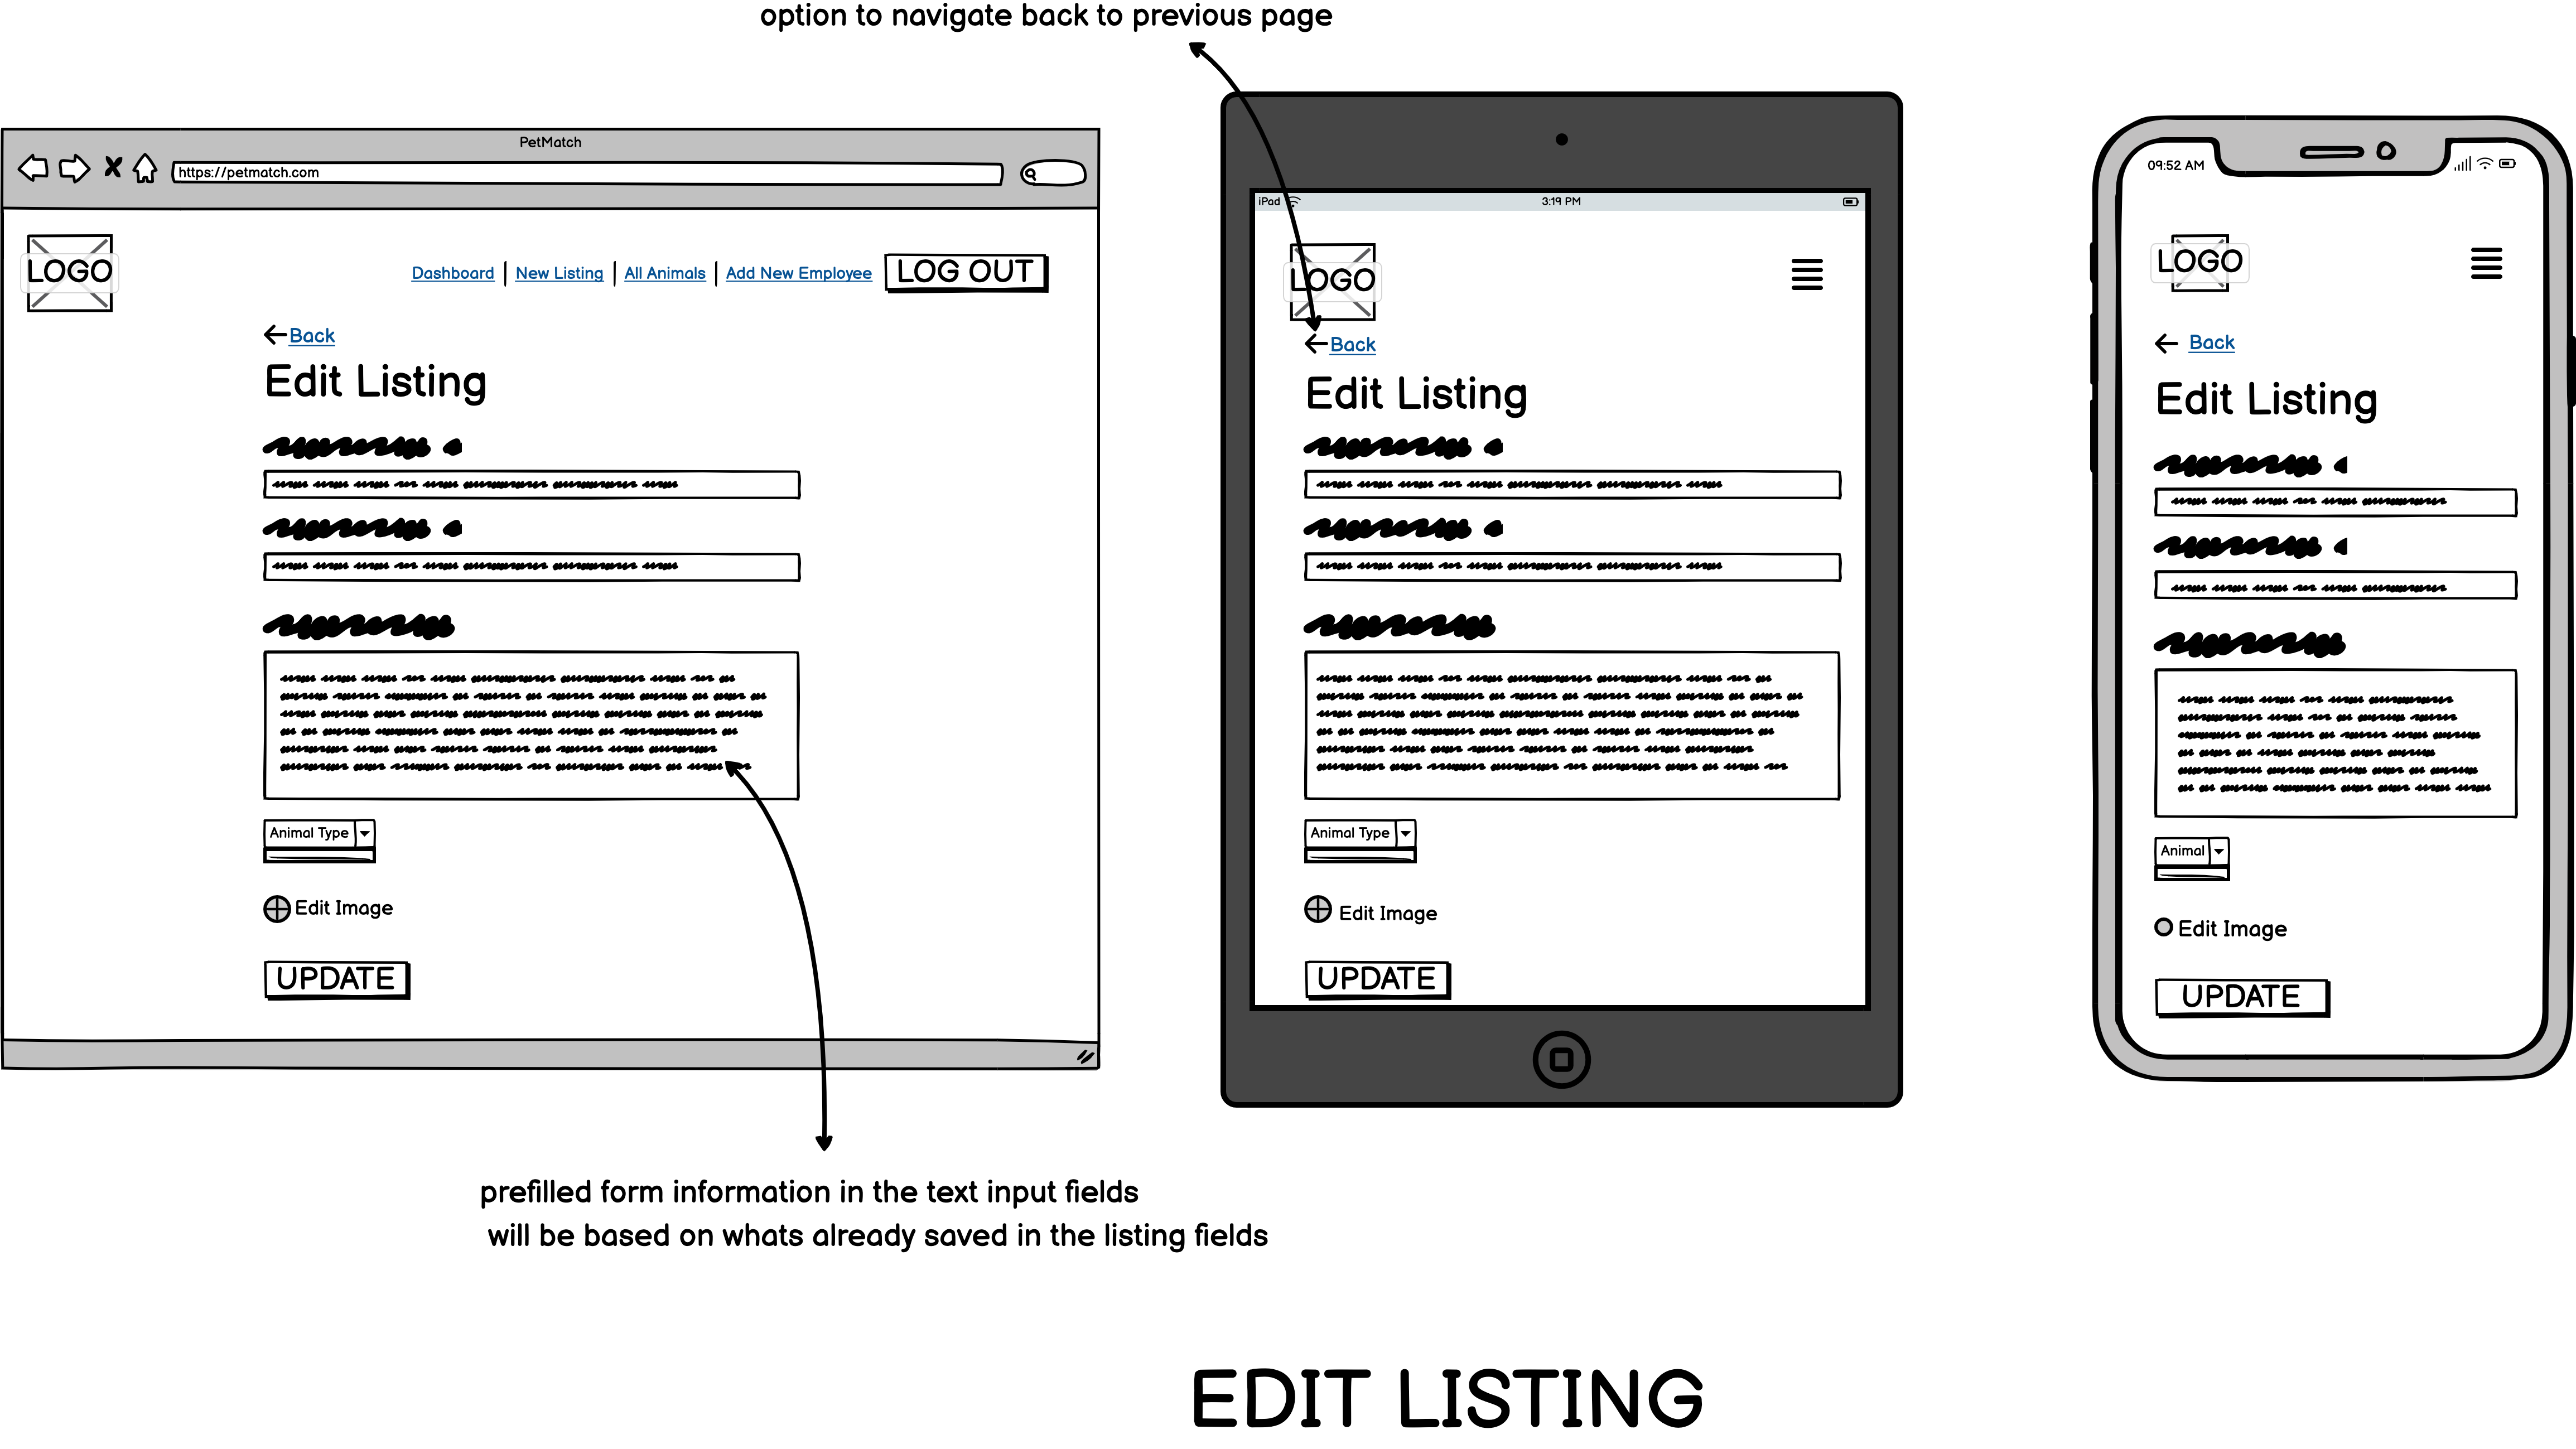 option to navigate back to previous page
PetMatch
https://petmatch.com
LOGO
Dashboard | New Listing | All Animals | Add New Employee
LOG OUT
Back
Edit Listing
Animal Type
Edit Image
UPDATE
iPad
3:19 PM
LOGO
Back
Edit Listing
Animal Type
Edit Image
UPDATE
09:52 AM
LOGO
Back
Edit Listing
Animal
Edit Image
UPDATE
prefilled form information in the text input fields
will be based on whats already saved in the listing fields
EDIT LISTING